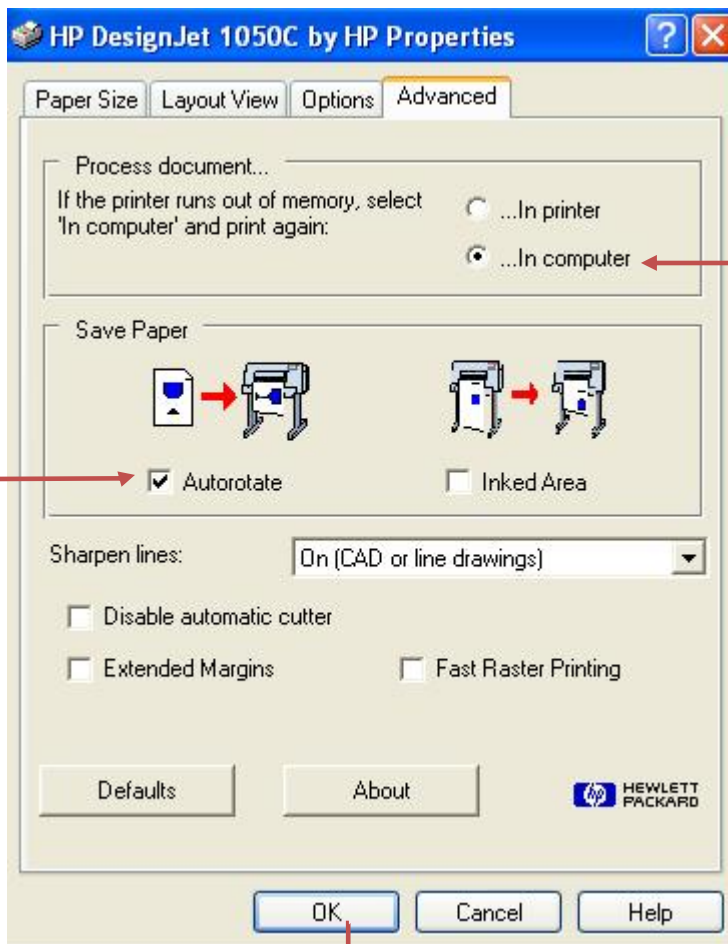 HP DesignJet 1050C by HP Properties
Paper Size Layout View Options Advanced
Process document...
If the printer runs out of memory, select
'In computer' and print again:
...In printer
...In computer
Save Paper
Autorotate Inked Area
Sharpen lines: On (CAD or line drawings)
Disable automatic cutter
Extended Margins Fast Raster Printing
Defaults About hp HEWLETT
PACKARD
OK Cancel Help